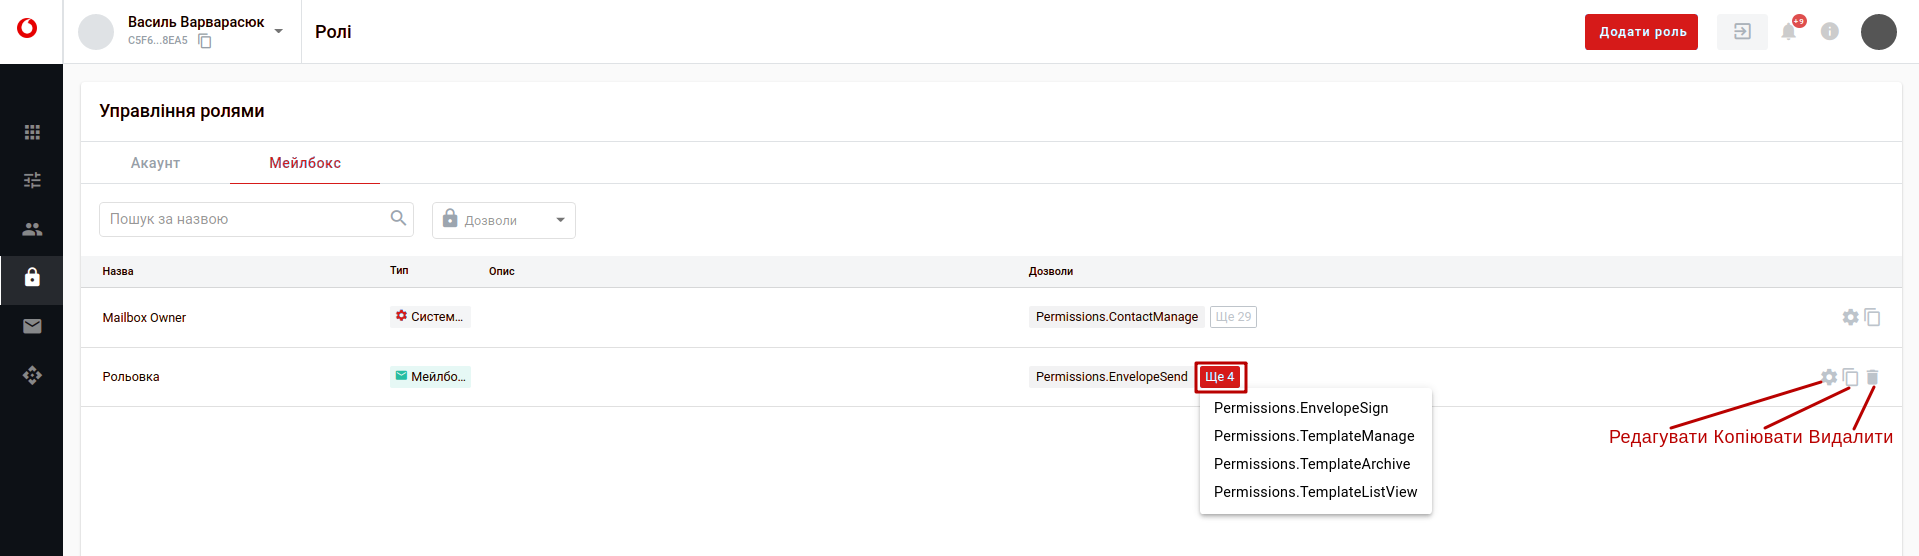 Василь Варварасюк
C5F6...8EA5
Ролі
Додати роль
+9
Управління ролями
Акаунт Мейлбокс
Пошук за назвою
Дозволи
Назва Тип Опис Дозволи
Mailbox Owner Систем... Permissions.ContactManage Ще 29
Рольовка Мейлбо... Permissions.EnvelopeSend Ще 4
Permissions.EnvelopeSign
Permissions.TemplateManage
Permissions.TemplateArchive
Permissions.TemplateListView
Редагувати Копіювати Видалити